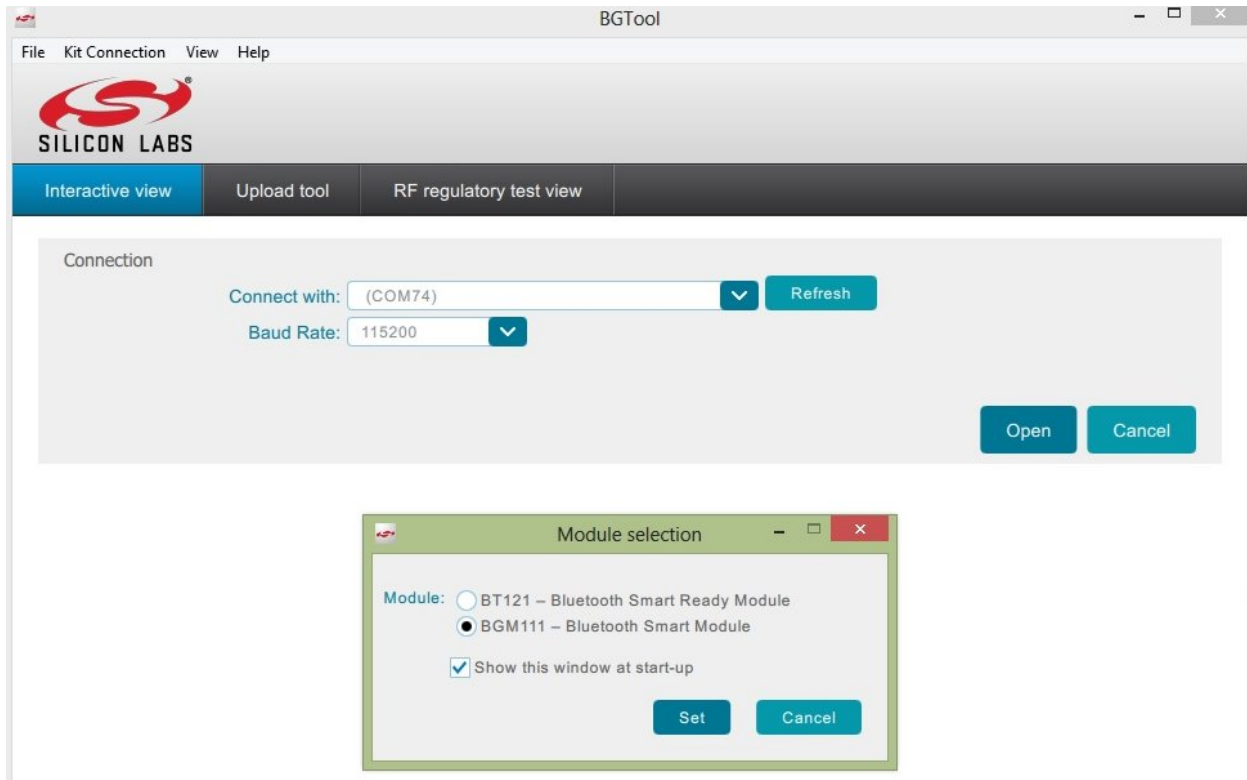 BGTool
File Kit Connection View Help
SILICON LABS®
Interactive view Upload tool RF regulatory test view
Connection
Connect with: (COM74) Refresh
Baud Rate: 115200
Open Cancel
Module selection
Module: BT121 – Bluetooth Smart Ready Module
BGM111 – Bluetooth Smart Module
Show this window at start-up
Set Cancel